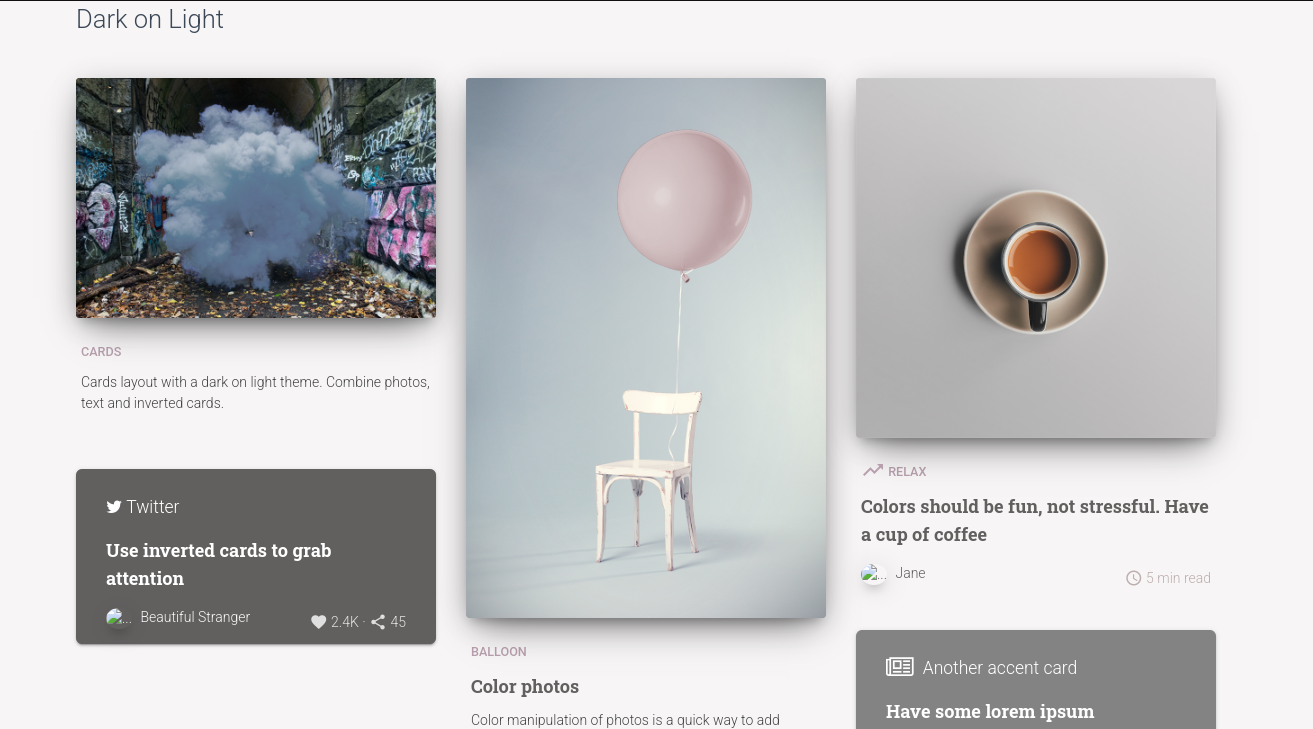 Dark on Light
CARDS
Cards layout with a dark on light theme. Combine photos,
text and inverted cards.
Twitter
Use inverted cards to grab
attention
...
Beautiful Stranger
2.4K · 45
BALLOON
Color photos
Color manipulation of photos is a quick way to add
RELAX
Colors should be fun, not stressful. Have
a cup of coffee
...
Jane
5 min read
Another accent card
Have some lorem ipsum